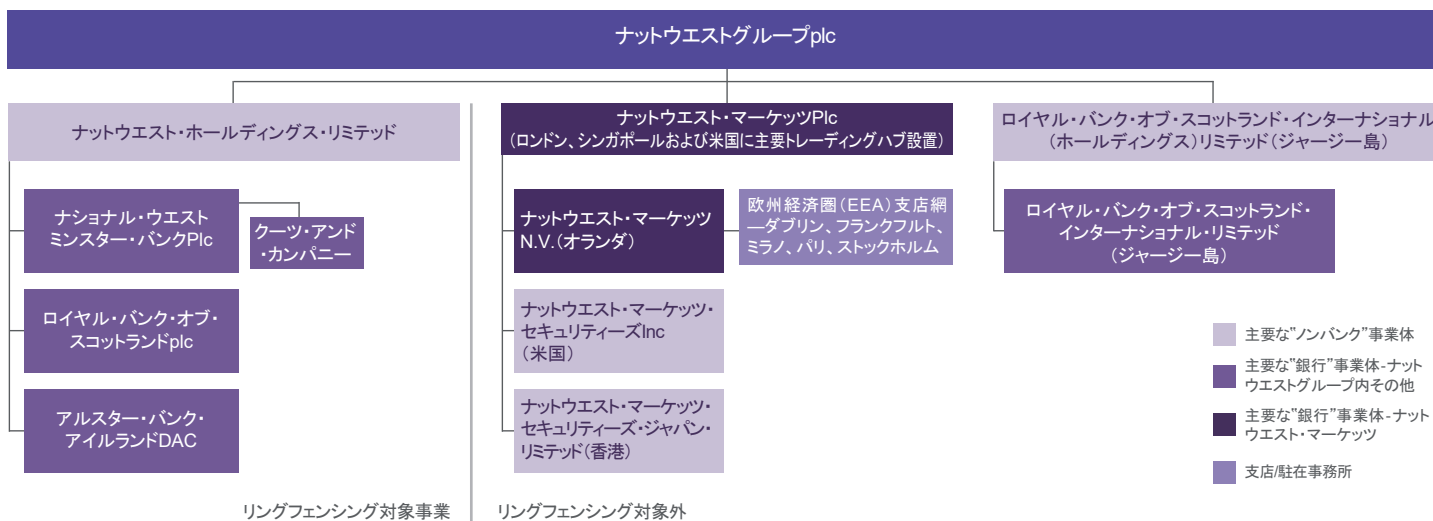 ナットウエストグループplc
ナットウエスト・ホールディングス・リミテッド
ナショナル・ウエスト
ミンスター・バンクPlc
クーツ・アンド
・カンパニー
ロイヤル・バンク・オブ・
スコットランドplc
アルスター・バンク・
アイルランドDAC
リングフェンシング対象事業
ナットウエスト・マーケッツPlc
(ロンドン、シンガポールおよび米国に主要トレーディングハブ設置)
ナットウエスト・マーケッツ
N.V.(オランダ)
欧州経済圏(EEA)支店網
―ダブリン、フランクフルト、
ミラノ、パリ、ストックホルム
ナットウエスト・マーケッツ・
セキュリティーズInc
(米国)
ナットウエスト・マーケッツ・
セキュリティーズ・ジャパン・
リミテッド(香港)
リングフェンシング対象外
ロイヤル・バンク・オブ・スコットランド・インターナショナル
(ホールディングス)リミテッド(ジャージー島)
ロイヤル・バンク・オブ・スコットランド・
インターナショナル・リミテッド
(ジャージー島)
主要な"ノンバンク"事業体
主要な"銀行"事業体-ナット
ウエストグループ内その他
主要な"銀行"事業体-ナット
ウエスト・マーケッツ
支店/駐在事務所